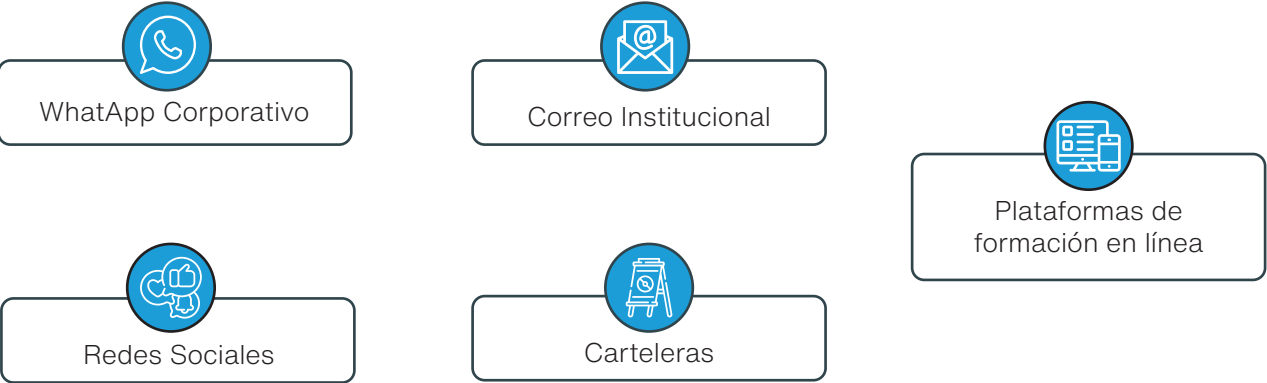 WhatApp Corporativo
Correo Institucional
Plataformas de
formación en línea
Redes Sociales
Carteleras